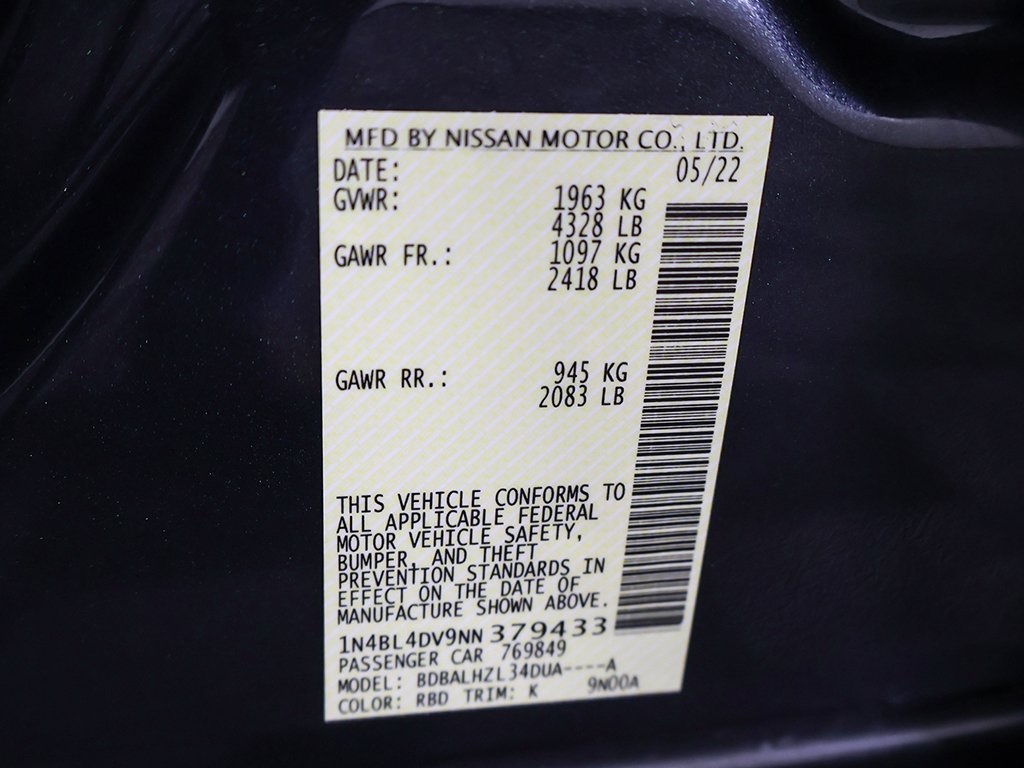 MFD BY NISSAN MOTOR CO., LTD.
DATE: 05/22
GVWR: 1963 KG
4328 LB
GAWR FR.: 1097 KG
2418 LB
GAWR RR.: 945 KG
2083 LB
THIS VEHICLE CONFORMS TO
ALL APPLICABLE FEDERAL
MOTOR VEHICLE SAFETY,
BUMPER, AND THEFT
PREVENTION STANDARDS IN
EFFECT ON THE DATE OF
MANUFACTURE SHOWN ABOVE.
1N4BL4DV9NN379433
PASSENGER CAR 769849
MODEL: BDBALHZL34DUA----A
COLOR: RBD TRIM: K 9N00A